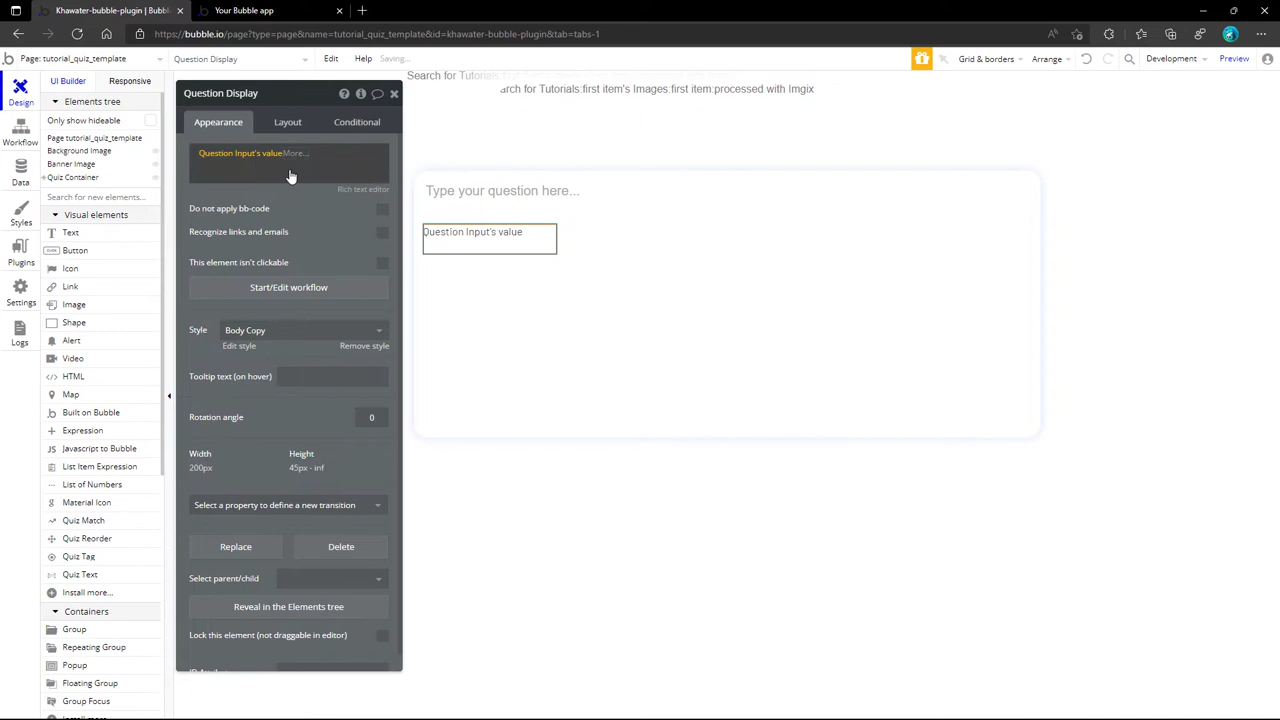 Khawater-bubble-plugin | Bubbl
Your Bubble app
https://bubble.io/page?type=page&name=tutorial_quiz_template&id=khawater-bubble-plugin&tab=tabs-1
Page: tutorial_quiz_template
Question Display
Edit
Help
Saving...
Grid & borders
Arrange
Development
Preview
Design
Workflow
Data
Styles
Plugins
Settings
Logs
UI Builder
Responsive
Elements tree
Only show hideable
Page tutorial_quiz_template
Background Image
Banner Image
Quiz Container
Search for new elements...
Visual elements
Text
Button
Icon
Link
Image
Shape
Alert
Video
HTML
Map
Built on Bubble
Expression
Javascript to Bubble
List Item Expression
List of Numbers
Material Icon
Quiz Match
Quiz Reorder
Quiz Tag
Quiz Text
Install more...
Containers
Group
Repeating Group
Popup
Floating Group
Group Focus
Question Display
Appearance
Layout
Conditional
Question Input's value More...
Rich text editor
Do not apply bb-code
Recognize links and emails
This element isn't clickable
Start/Edit workflow
Style
Body Copy
Edit style
Remove style
Tooltip text (on hover)
Rotation angle
0
Width
Height
200px
45px - inf
Select a property to define a new transition
Replace
Delete
Select parent/child
Reveal in the Elements tree
Lock this element (not draggable in editor)
Search for Tutorials:first
arch for Tutorials:first item's Images:first item:processed with Imgix
Type your question here...
Question Input's value